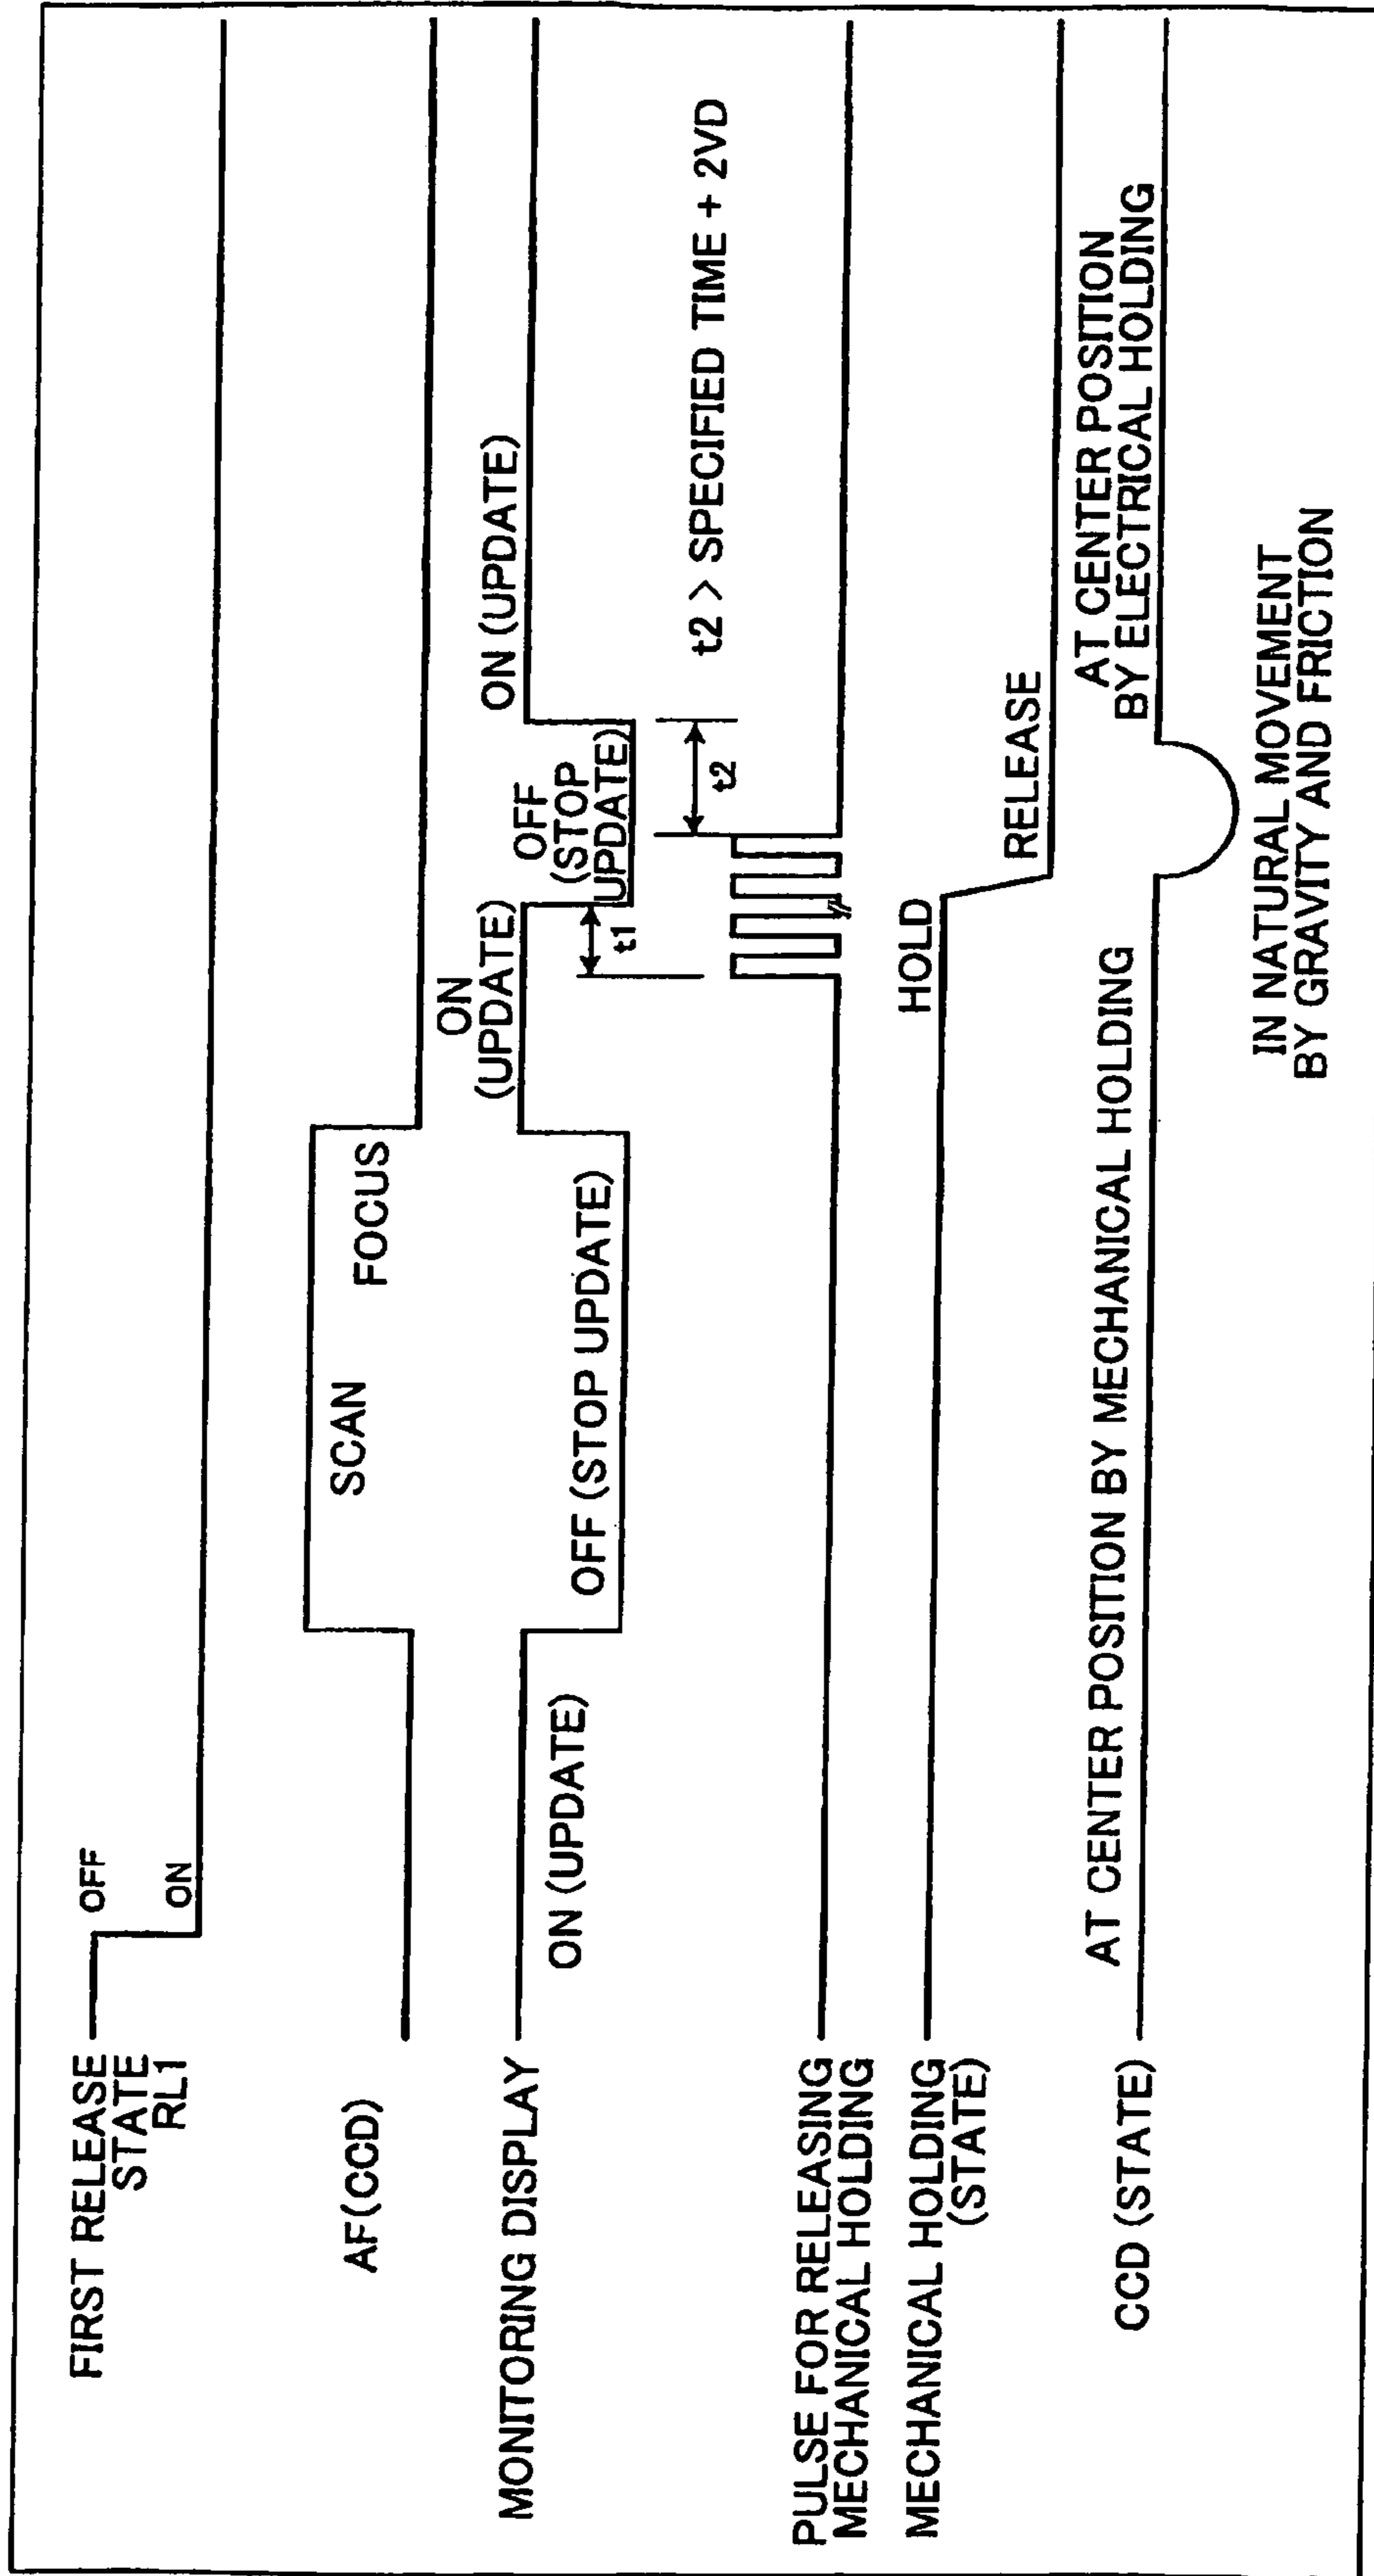 FIRST RELEASE
STATE
RL1
OFF
ON
AF(CCD)
SCAN
FOCUS
MONITORING DISPLAY
ON (UPDATE)
OFF (STOP UPDATE)
ON
(UPDATE)
OFF
(STOP
UPDATE)
ON (UPDATE)
t1
t2
t2 > SPECIFIED TIME + 2VD
PULSE FOR RELEASING
MECHANICAL HOLDING
MECHANICAL HOLDING
(STATE)
HOLD
RELEASE
CCD (STATE)
AT CENTER POSITION BY MECHANICAL HOLDING
AT CENTER POSITION
BY ELECTRICAL HOLDING
IN NATURAL MOVEMENT
BY GRAVITY AND FRICTION